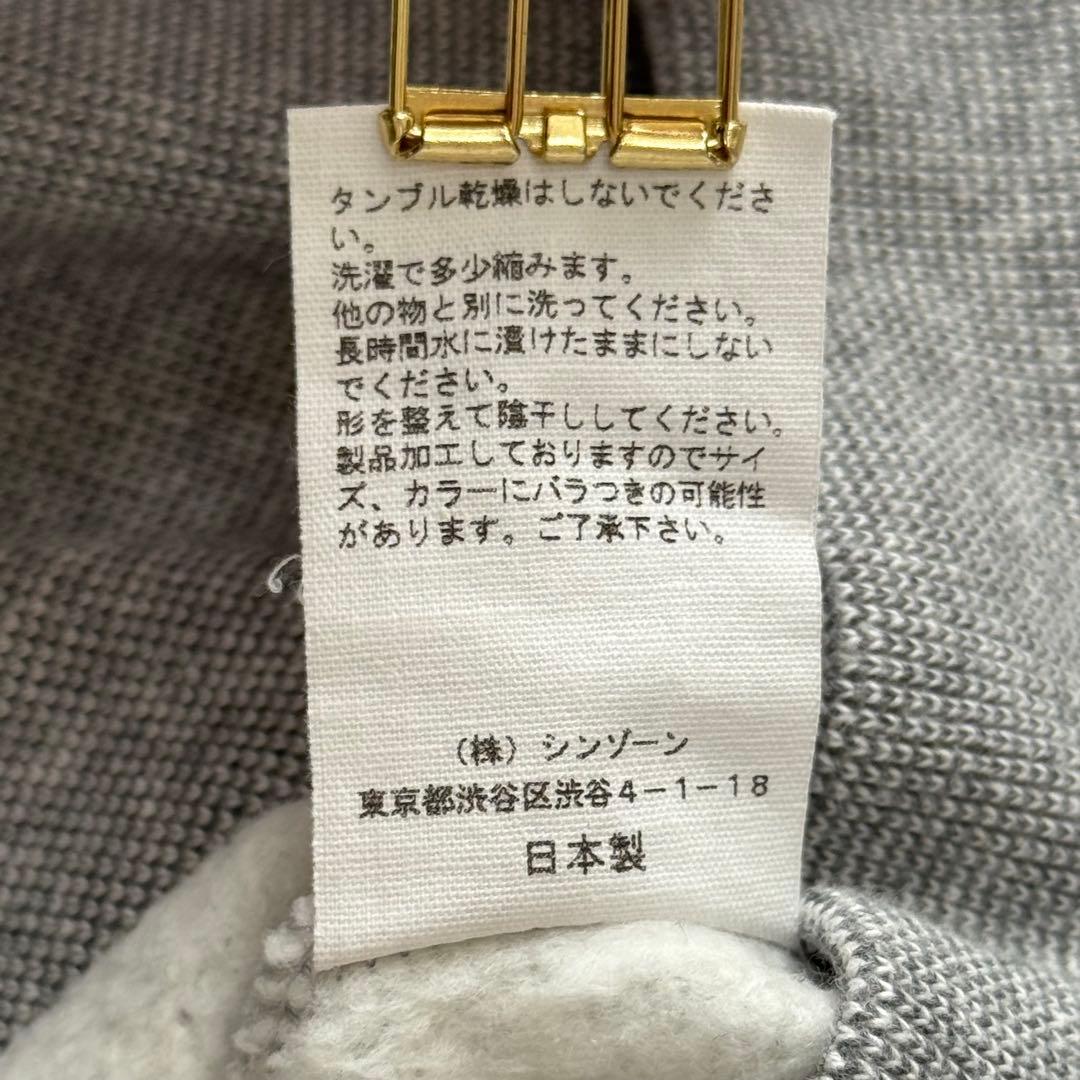 タンブル乾燥はしないでくださ
い。
洗濯で多少縮みます。
他の物と別に洗ってください。
長時間水に漬けたままにしない
でください。
形を整えて陰干ししてください。
製品加工しておりますのでサイ
ズ、カラーにバラつきの可能性
があります。ご了承下さい。
(株) シンゾーン
東京都渋谷区渋谷4-1-18
日本製